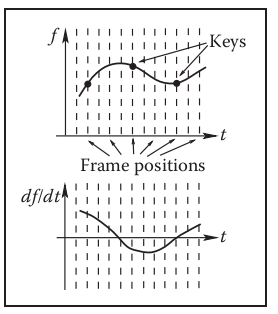 f
Keys
t
Frame positions
df/dt
t